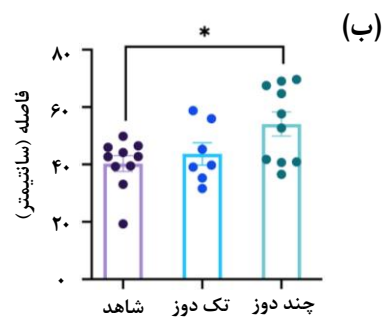 (ب)
*
فاصله (سانتیمتر)
۸۰
۶۰
۴۰
۲۰
۰
شاهد
تک دوز
چند دوز